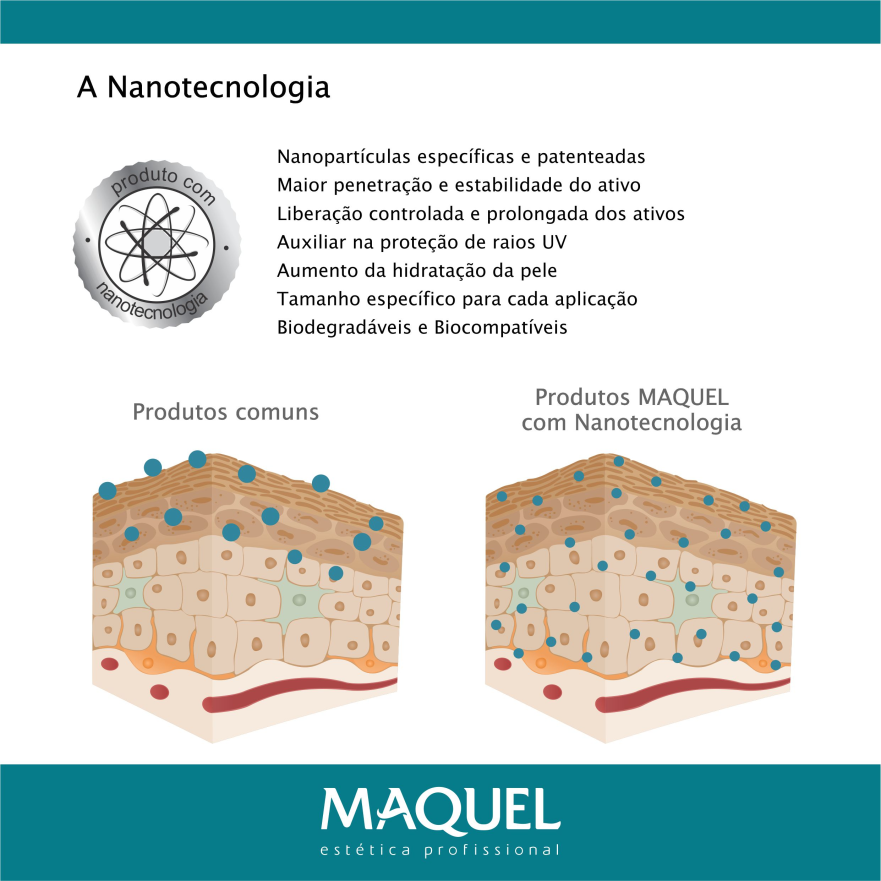 A Nanotecnologia
produto com
nanotecnologia
Nanopartículas específicas e patenteadas
Maior penetração e estabilidade do ativo
Liberação controlada e prolongada dos ativos
Auxiliar na proteção de raios UV
Aumento da hidratação da pele
Tamanho específico para cada aplicação
Biodegradáveis e Biocompatíveis
Produtos comuns
Produtos MAQUEL
com Nanotecnologia
MAQUEL
estética profissional